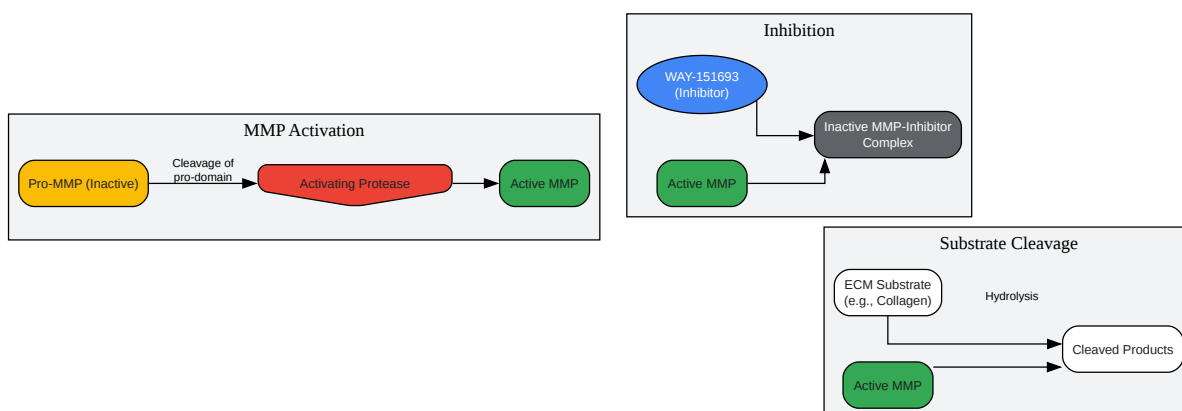 MMP Activation
Pro-MMP (Inactive)
Cleavage of
pro-domain
Activating Protease
Active MMP
Inhibition
WAY-151693
(Inhibitor)
Inactive MMP-Inhibitor
Complex
Active MMP
Substrate Cleavage
ECM Substrate
(e.g., Collagen)
Hydrolysis
Cleaved Products
Active MMP